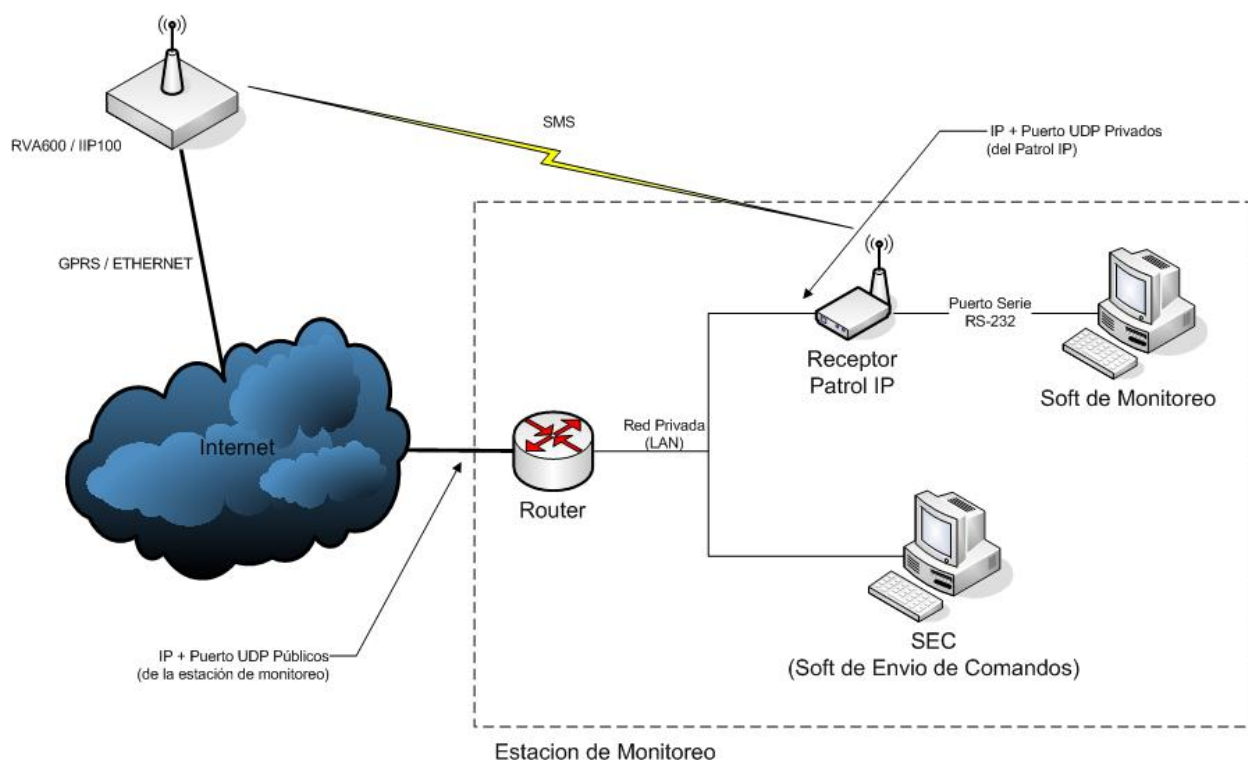 SMS
IP + Puerto UDP Privados
(del Patrol IP)
RVA600 / IIP100
GPRS / ETHERNET
Puerto Serie
RS-232
Receptor
Patrol IP
Soft de Monitoreo
Internet
Red Privada
(LAN)
Router
IP + Puerto UDP Públicos
(de la estación de monitoreo)
SEC
(Soft de Envio de Comandos)
Estacion de Monitoreo